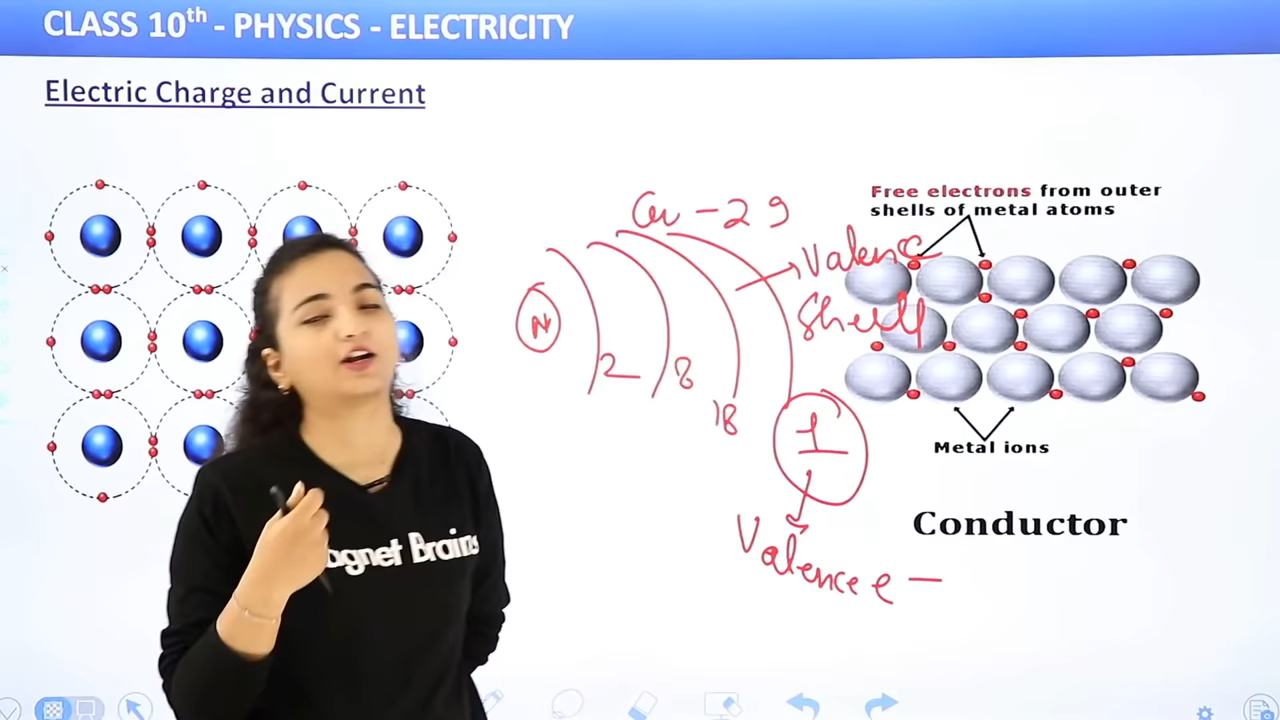 CLASS 10th - PHYSICS - ELECTRICITY
Electric Charge and Current
Cu - 29
Free electrons from outer
shells of metal atoms
Valence
Shell
N
2
8
18
1
Metal ions
Conductor
Valence e -
agnet Brains